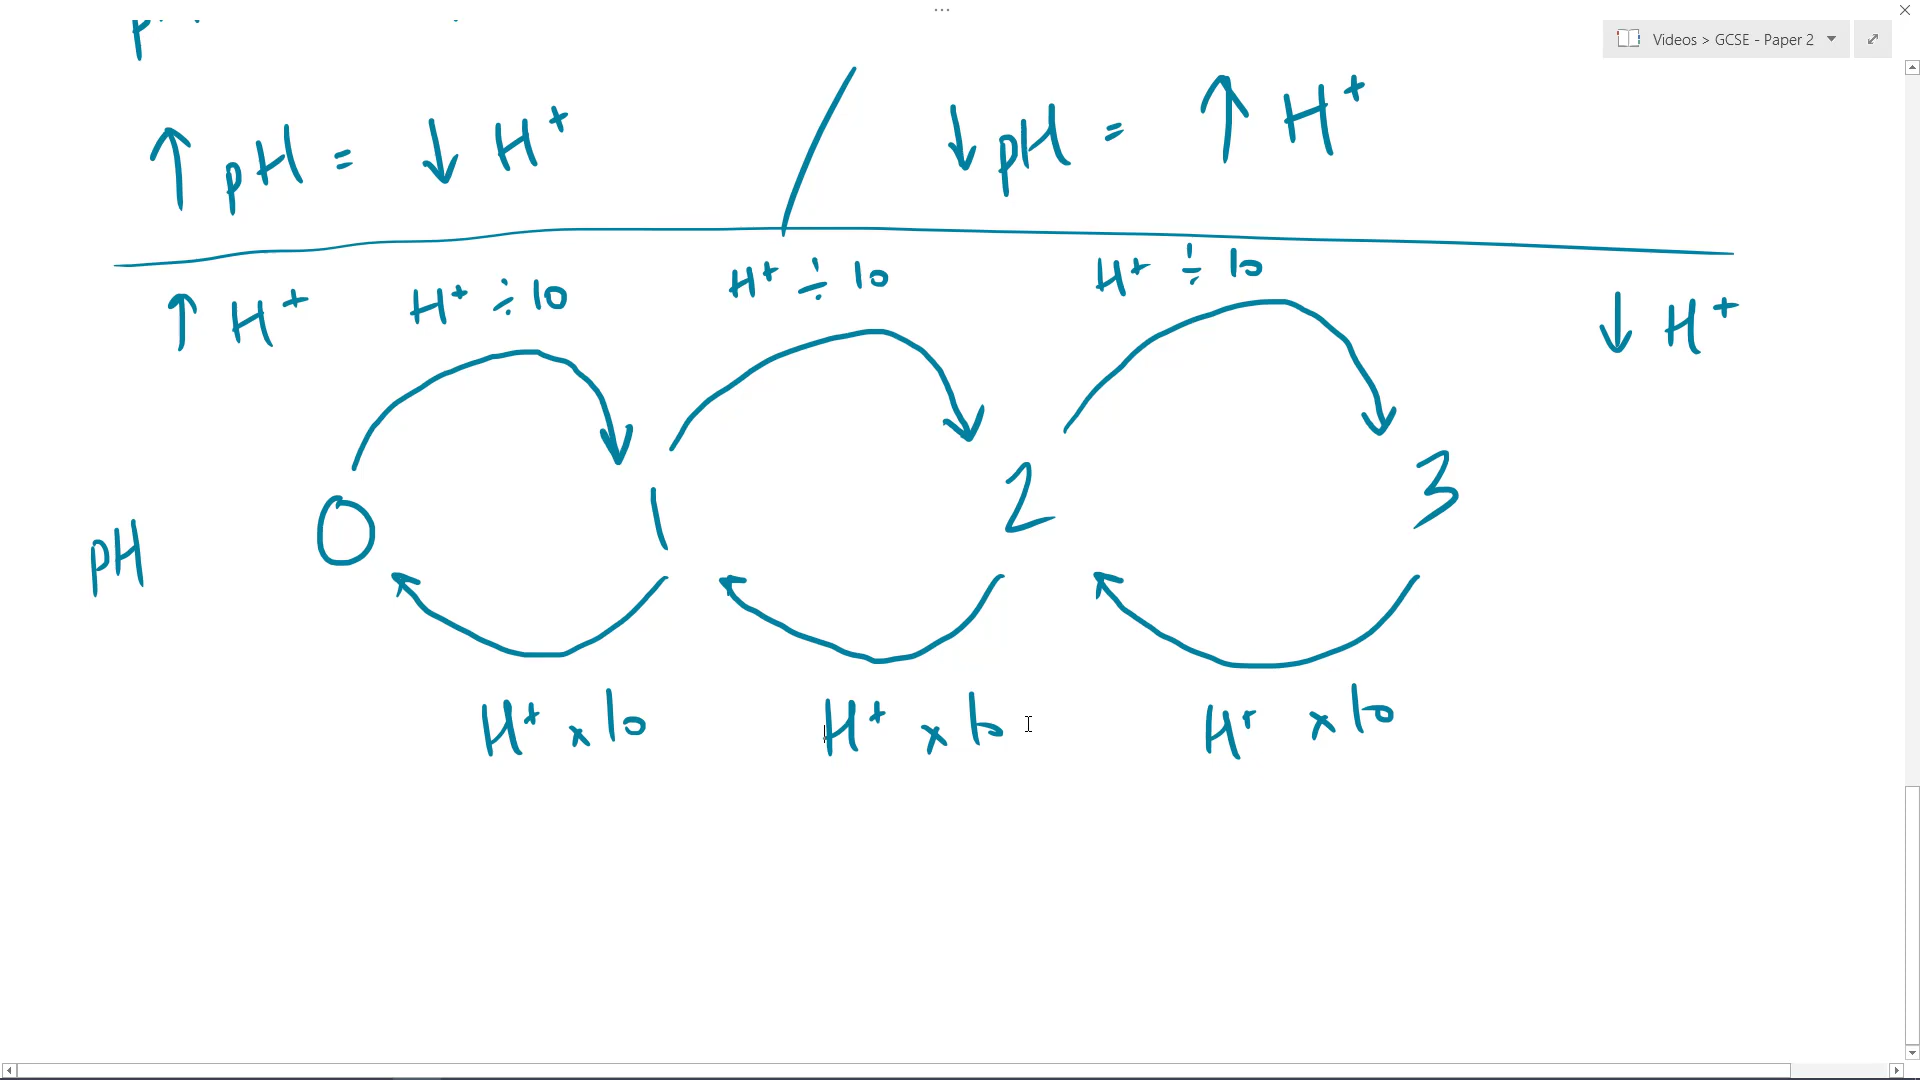 Videos > GCSE - Paper 2
↑ pH = ↓ H⁺ / ↓ pH = ↑ H⁺
↑ H⁺ H⁺ ÷ 10 H⁺ ÷ 10 H⁺ ÷ 10 ↓ H⁺
pH 0 1 2 3
H⁺ x 10 H⁺ x 10 H⁺ x 10